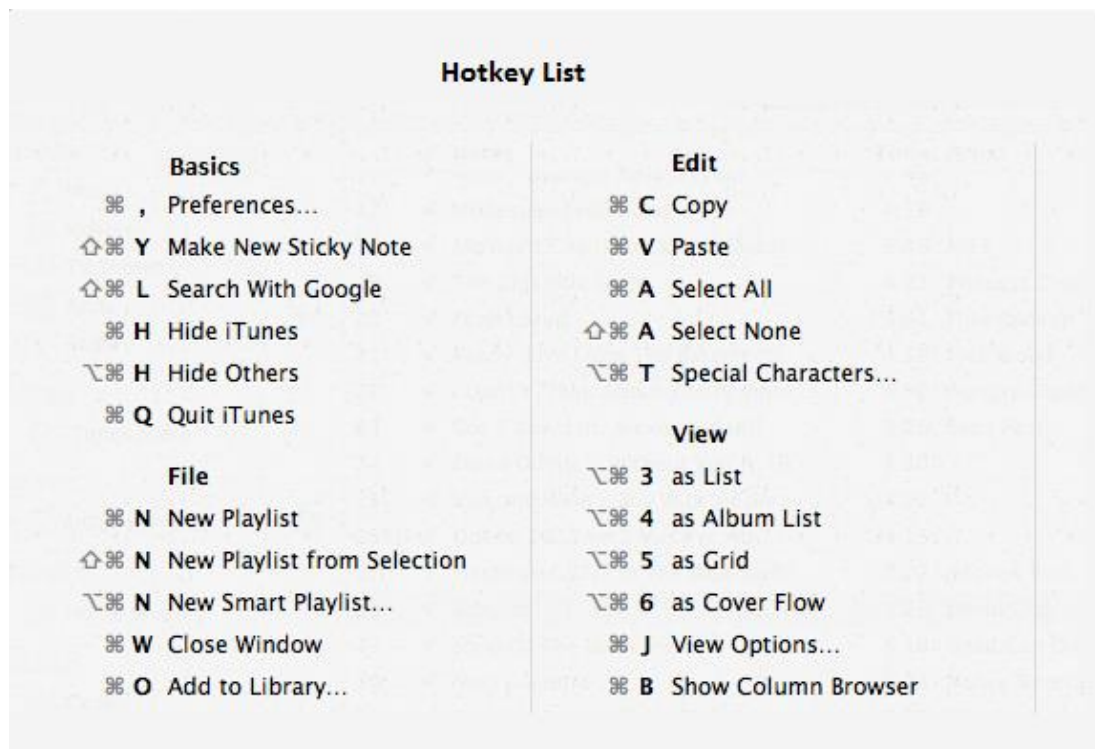 Hotkey List
Basics
⌘ , Preferences...
⇧⌘ Y Make New Sticky Note
⇧⌘ L Search With Google
⌘ H Hide iTunes
⌥⌘ H Hide Others
⌘ Q Quit iTunes
File
⌘ N New Playlist
⇧⌘ N New Playlist from Selection
⌥⌘ N New Smart Playlist...
⌘ W Close Window
⌘ O Add to Library...
Edit
⌘ C Copy
⌘ V Paste
⌘ A Select All
⇧⌘ A Select None
⌥⌘ T Special Characters...
View
⌥⌘ 3 as List
⌥⌘ 4 as Album List
⌥⌘ 5 as Grid
⌥⌘ 6 as Cover Flow
⌘ J View Options...
⌘ B Show Column Browser